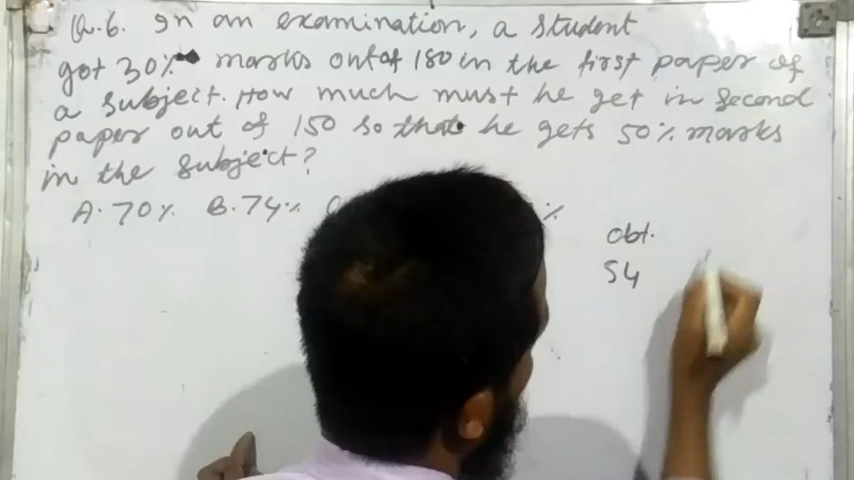 Q.6. In an examination, a student
got 30% marks out of 180 in the first paper of
a subject. How much must he get in second
paper out of 150 so that he gets 50% marks
in the subject?
A. 70% B. 74% %
obt.
54